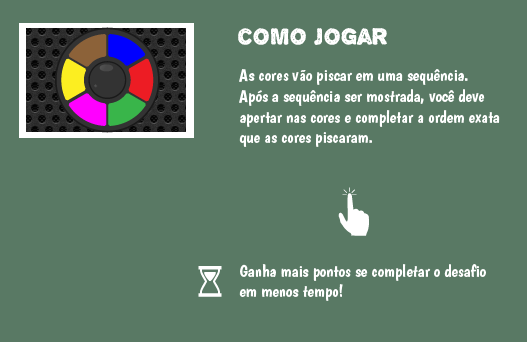 COMO JOGAR
As cores vão piscar em uma sequência.
Após a sequência ser mostrada, você deve
apertar nas cores e completar a ordem exata
que as cores piscaram.
Ganha mais pontos se completar o desafio
em menos tempo!